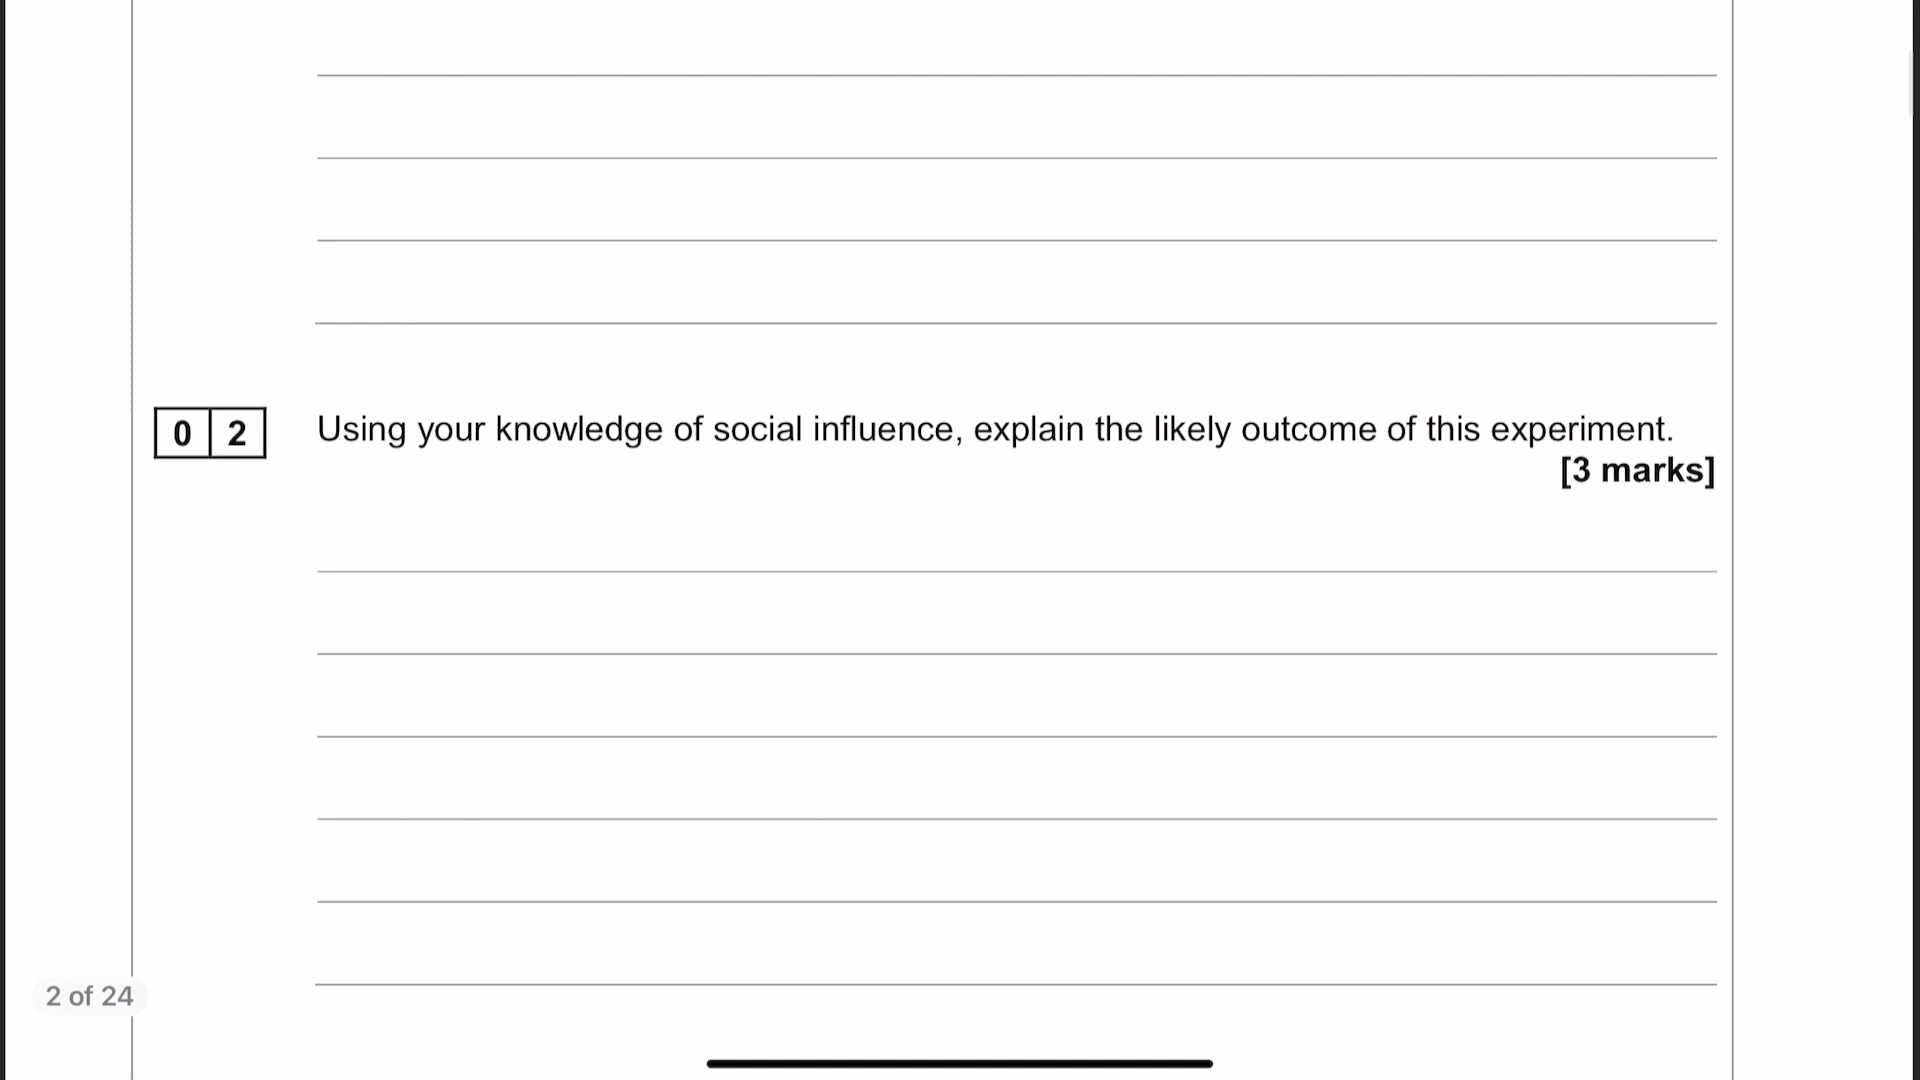 0 2 Using your knowledge of social influence, explain the likely outcome of this experiment.
[3 marks]
2 of 24